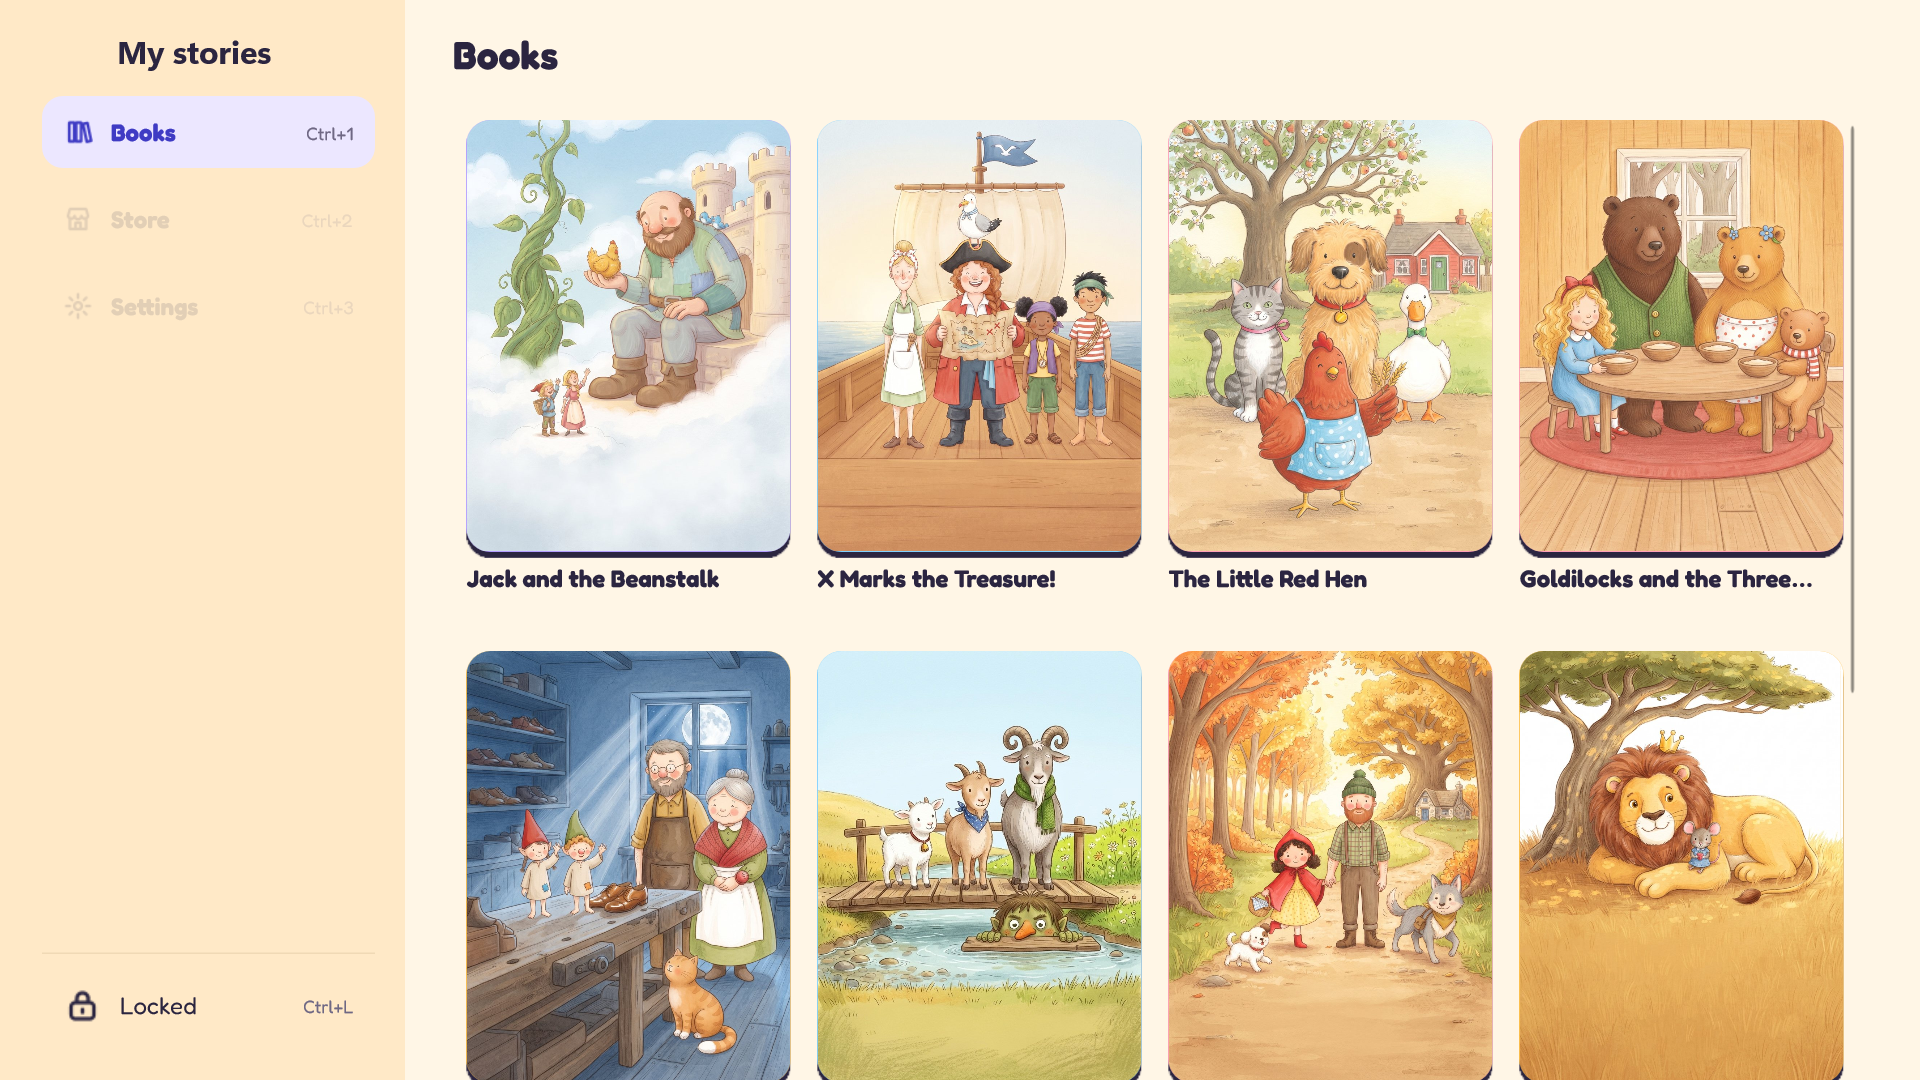 My stories
Books Ctrl+1
Store Ctrl+2
Settings Ctrl+3
Locked Ctrl+L
Books
Jack and the Beanstalk
X Marks the Treasure!
The Little Red Hen
Goldilocks and the Three...